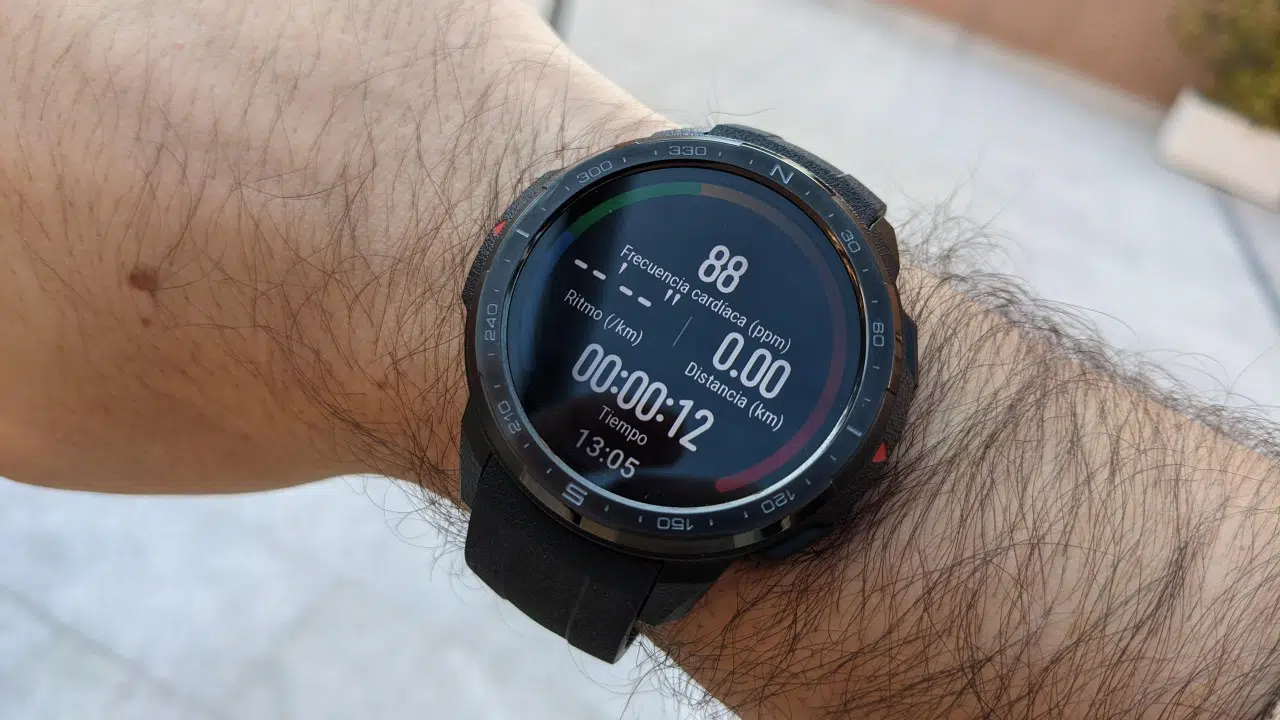 88
Frecuencia cardíaca (ppm)
--'--"
Ritmo (/km)
0.00
Distancia (km)
00:00:12
Tiempo
13:05
N
30
60
120
150
S
210
240
300
330